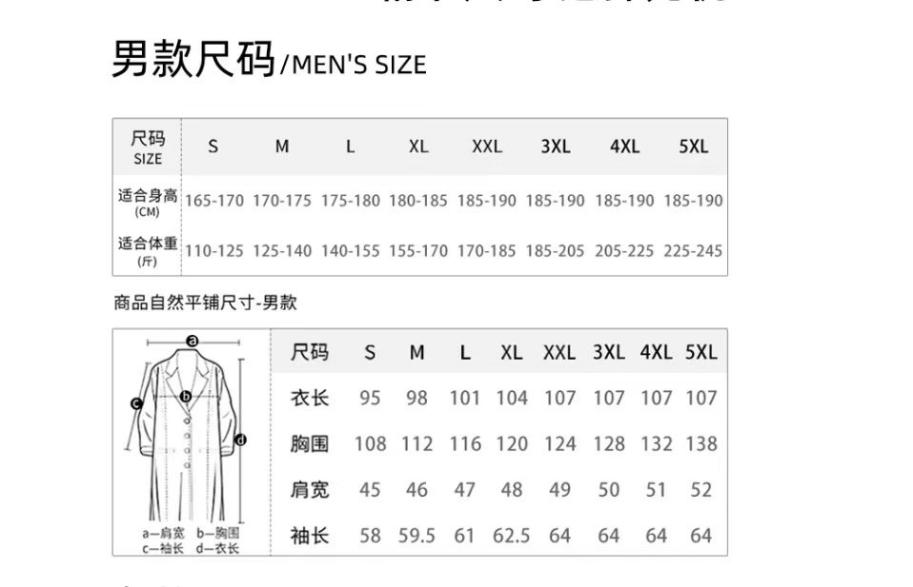 男款尺码/MEN'S SIZE
尺码 S M L XL XXL 3XL 4XL 5XL
SIZE
适合身高 165-170 170-175 175-180 180-185 185-190 185-190 185-190 185-190
(CM)
适合体重 110-125 125-140 140-155 155-170 170-185 185-205 205-225 225-245
(斤)
商品自然平铺尺寸-男款
a
b
c
d
a—肩宽 b—胸围
c—袖长 d—衣长
尺码 S M L XL XXL 3XL 4XL 5XL
衣长 95 98 101 104 107 107 107 107
胸围 108 112 116 120 124 128 132 138
肩宽 45 46 47 48 49 50 51 52
袖长 58 59.5 61 62.5 64 64 64 64